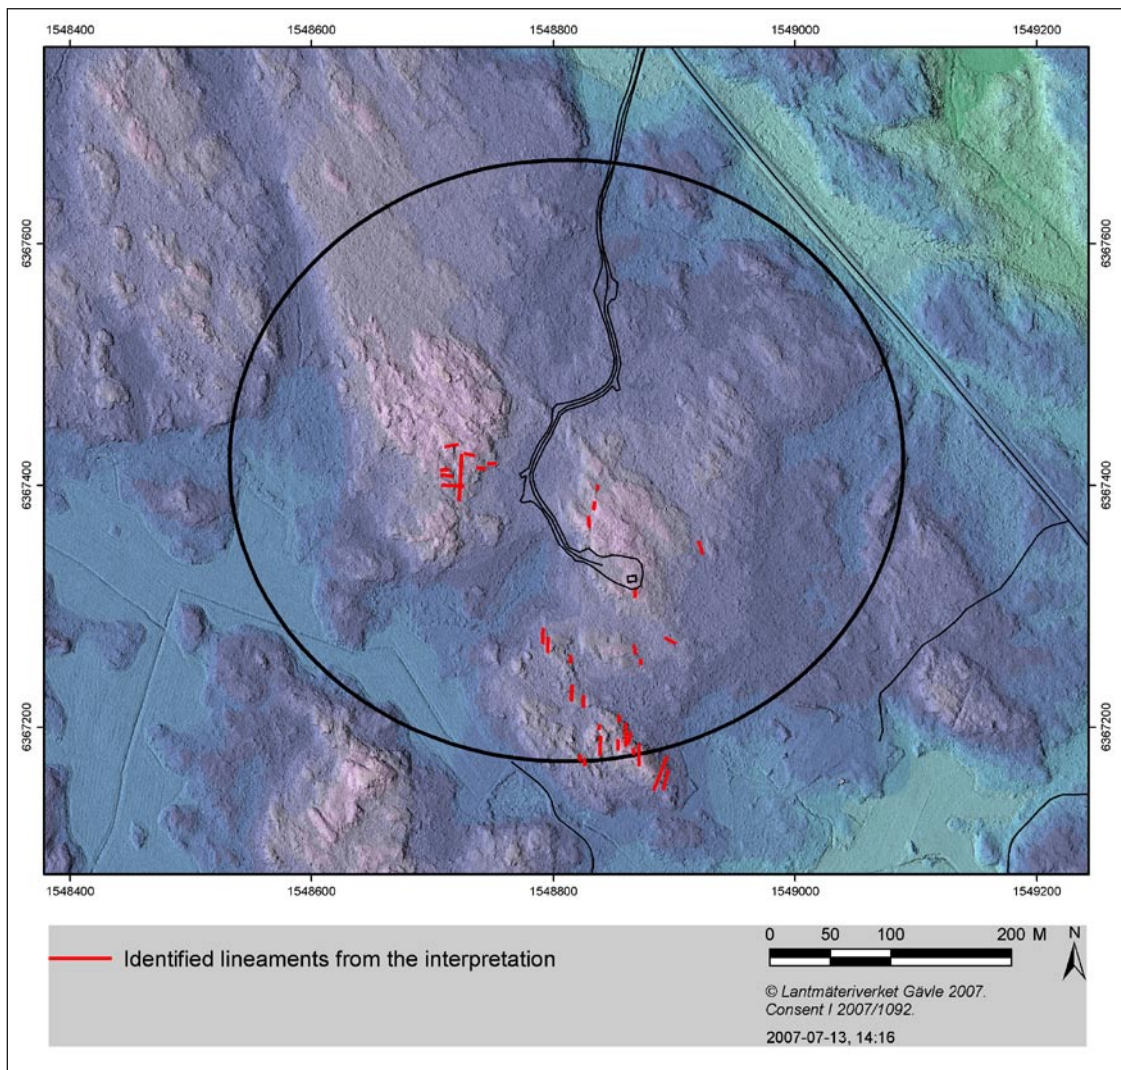 1548400 1548600 1548800 1549000 1549200
6367600 6367600
6367400 6367400
6367200 6367200
1548400 1548600 1548800 1549000 1549200
Identified lineaments from the interpretation
0 50 100 200 M N
© Lantmäteriverket Gävle 2007.
Consent I 2007/1092.
2007-07-13, 14:16